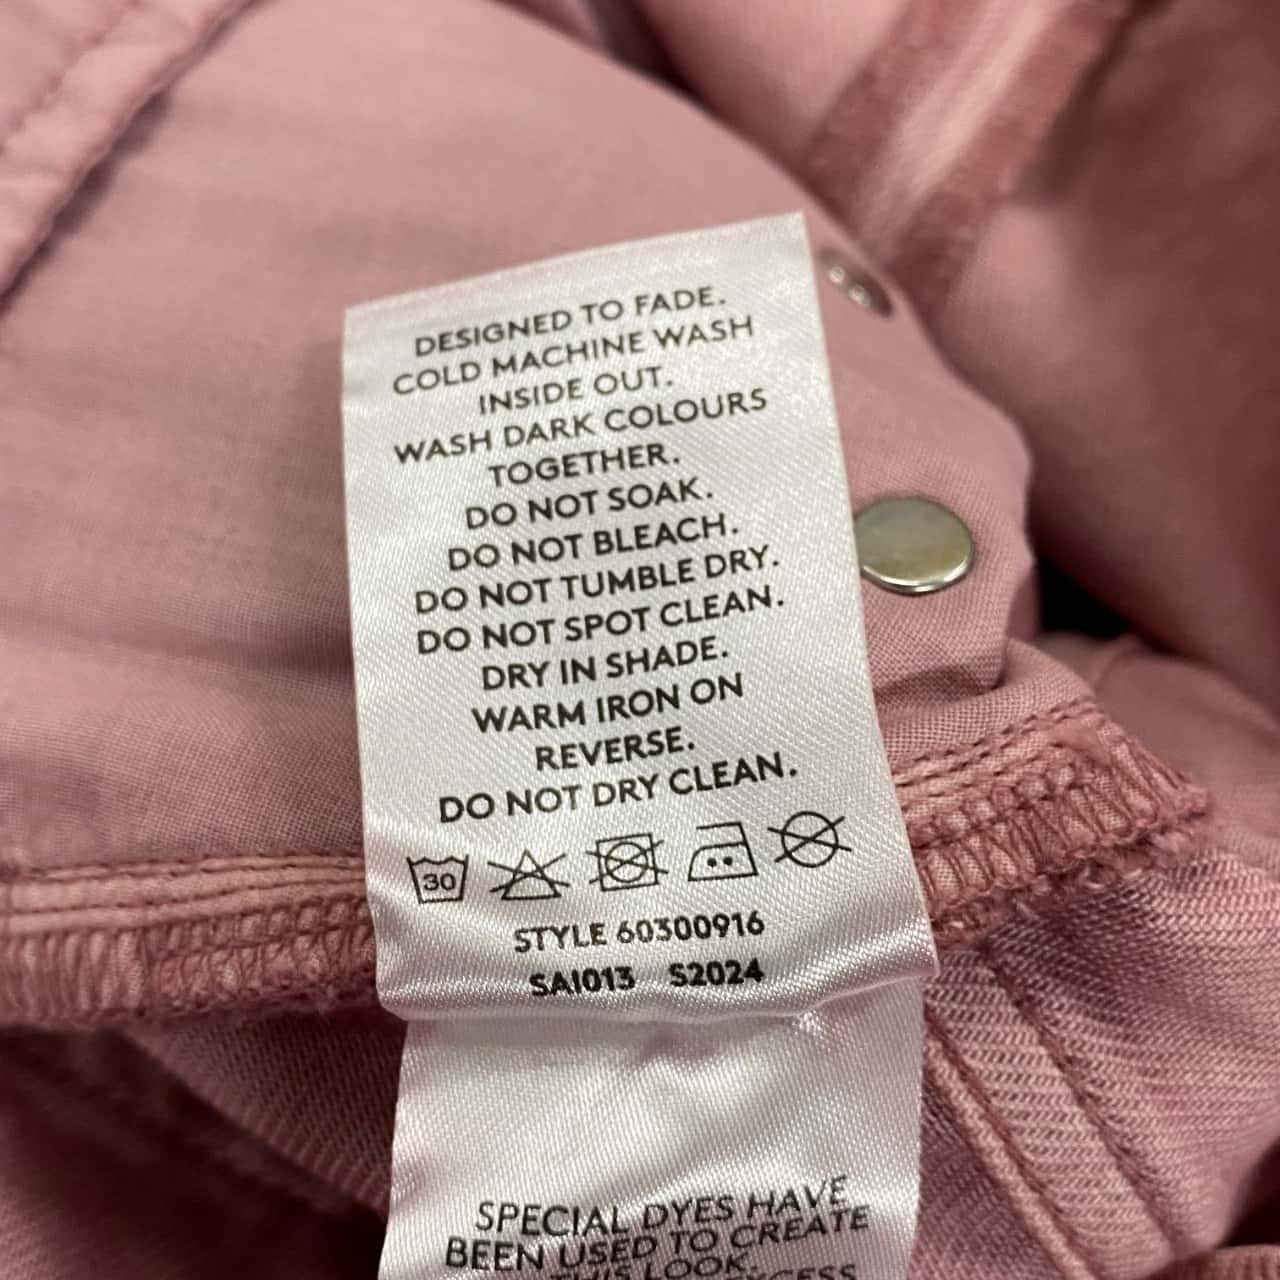 DESIGNED TO FADE.
COLD MACHINE WASH
INSIDE OUT.
WASH DARK COLOURS
TOGETHER.
DO NOT SOAK.
DO NOT BLEACH.
DO NOT TUMBLE DRY.
DO NOT SPOT CLEAN.
DRY IN SHADE.
WARM IRON ON
REVERSE.
DO NOT DRY CLEAN.
30
STYLE 60300916
SAI013 S2024
SPECIAL DYES HAVE
BEEN USED TO CREATE
THIS LOOK.